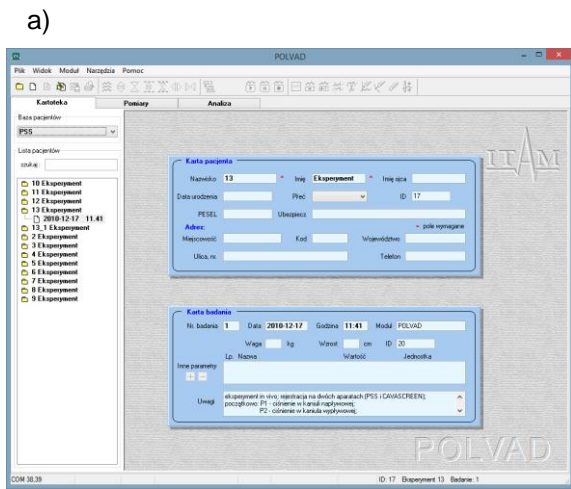 a)
POLVAD
Plik Widok Moduł Narzędzia Pomoc
Kartoteka Pomiary Analiza
Baza pacjentów
PSS
Lista pacjentów
szukaj :
10 Eksperyment
11 Eksperyment
12 Eksperyment
13 Eksperyment
2010-12-17 11.41
13_1 Eksperyment
2 Eksperyment
3 Eksperyment
4 Eksperyment
5 Eksperyment
6 Eksperyment
7 Eksperyment
8 Eksperyment
9 Eksperyment
ITAM
Karta pacjenta
Nazwisko 13 * Imię Eksperyment * Imię ojca
Data urodzenia Płeć ID 17
PESEL Ubezpiecz.
Adres: * - pole wymagane
Miejscowość Kod Województwo
Ulica, nr. Telefon
Karta badania
Nr. badania 1 Data 2010-12-17 Godzina 11:41 Moduł POLVAD
Waga kg Wzrost cm ID 20
Lp. Nazwa Wartość Jednostka
Inne parametry
Uwagi
eksperyment in vivo; rejestracja na dwóch aparatach (PSS i CAVASCREEN);
początkowo: P1 - ciśnienie w kaniuli napływowej;
P2 - ciśnienie w kaniula wypływowej;
POLVAD
COM 38,39 ID: 17 Eksperyment 13 Badanie: 1